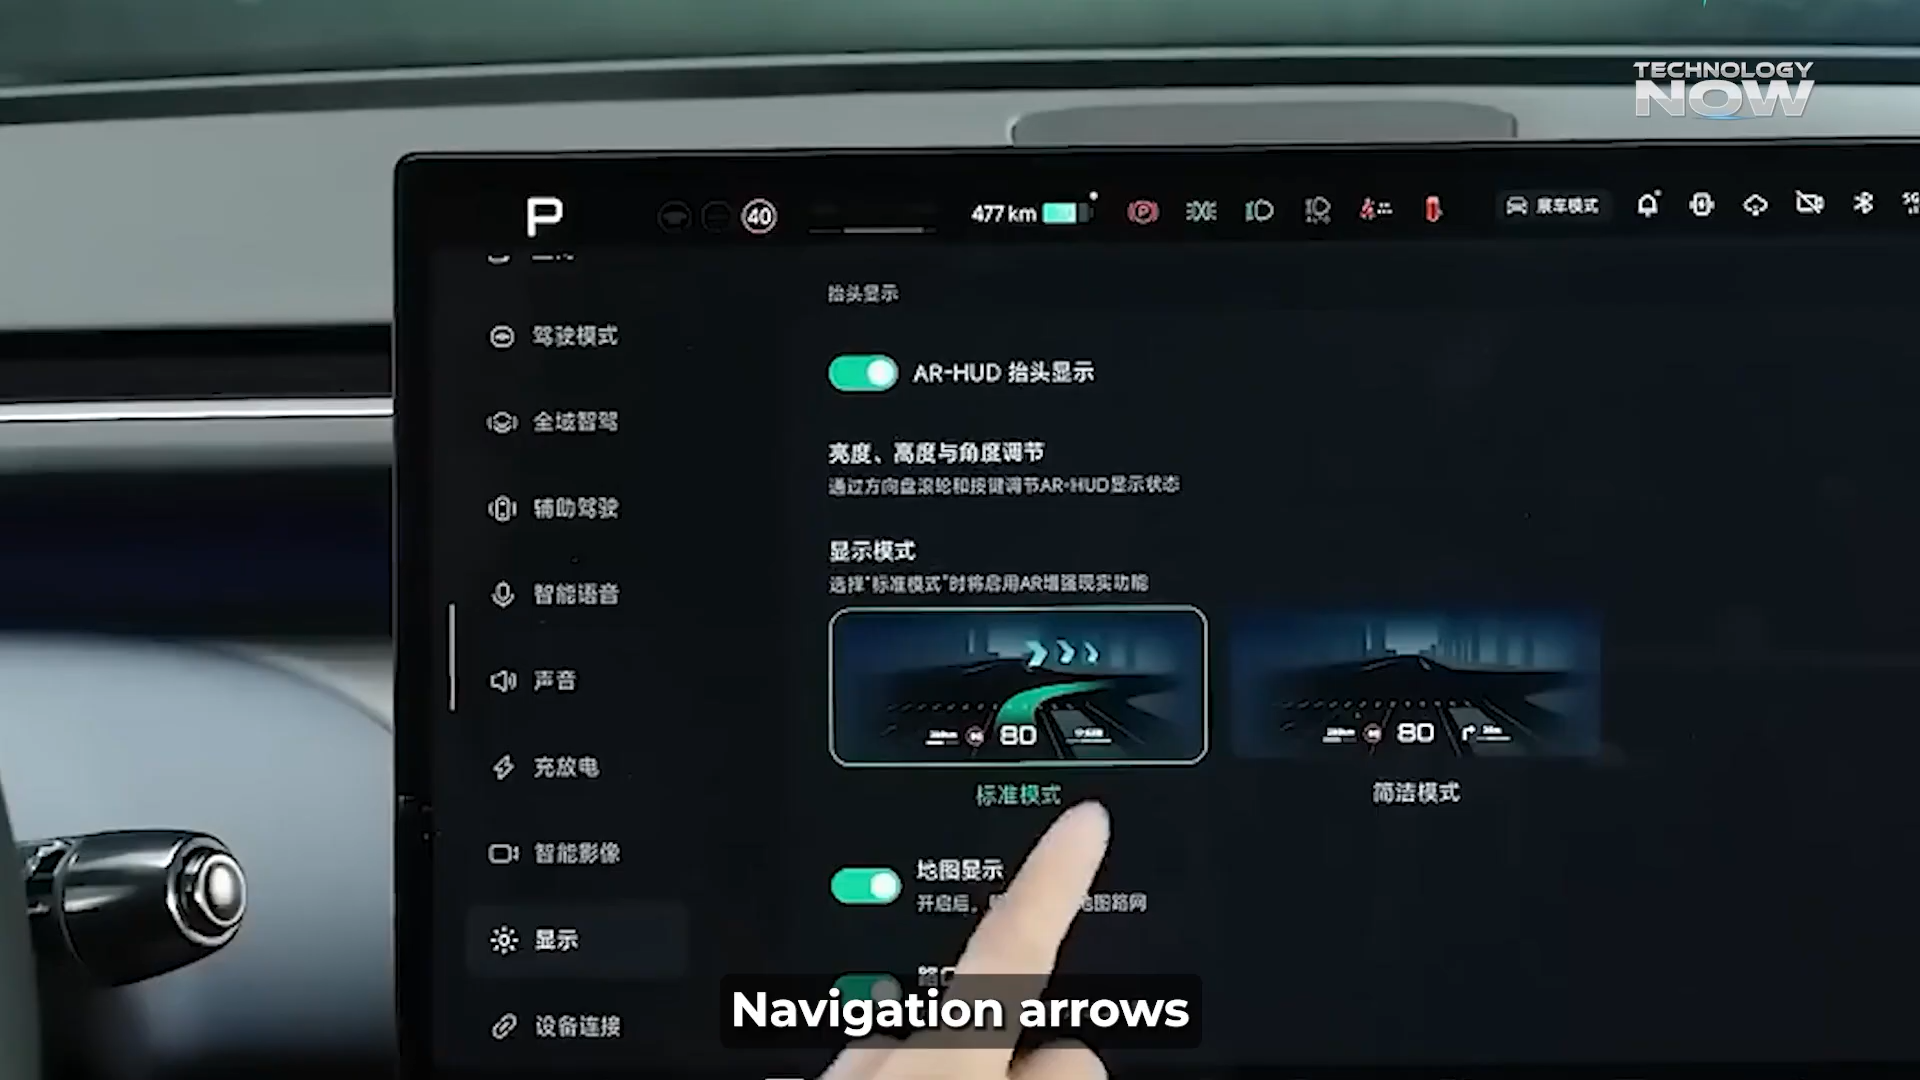 TECHNOLOGY
NOW
P
40
477 km
展车模式
5G
抬头显示
驾驶模式
AR-HUD 抬头显示
全域智驾
亮度、高度与角度调节
通过方向盘滚轮和按键调节AR-HUD显示状态
辅助驾驶
显示模式
选择"标准模式"时将启用AR增强现实功能
智能语音
声音
80
80
充放电
标准模式
简洁模式
智能影像
地图显示
开启后，
地图路网
显示
路口
Navigation arrows
设备连接